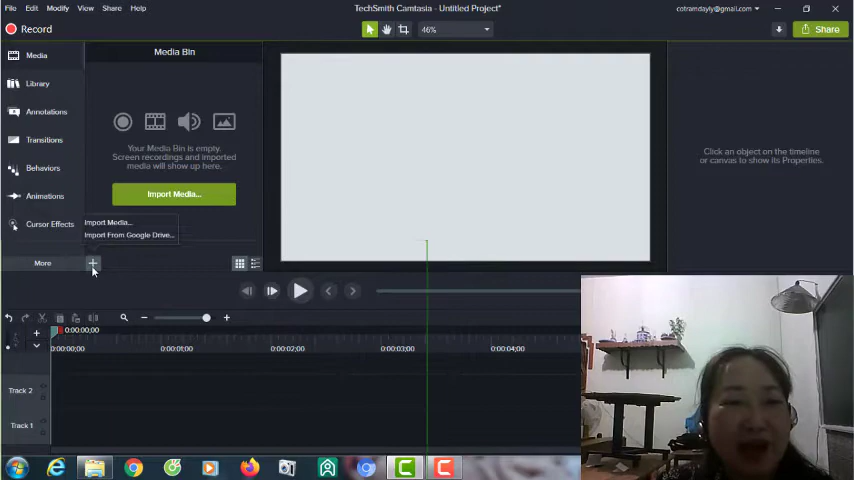 File Edit Modify View Share Help
TechSmith Camtasia - Untitled Project*
cotramdayly@gmail.com
Record
46%
Share
Media
Media Bin
Library
Annotations
Transitions
Behaviors
Animations
Cursor Effects
More
Your Media Bin is empty.
Screen recordings and imported
media will show up here.
Import Media...
Import Media...
Import From Google Drive...
Click an object on the timeline
or canvas to show its Properties.
0:00:00;00
0:00:00;00 0:00:01;00 0:00:02;00 0:00:03;00 0:00:04;00
Track 2
Track 1